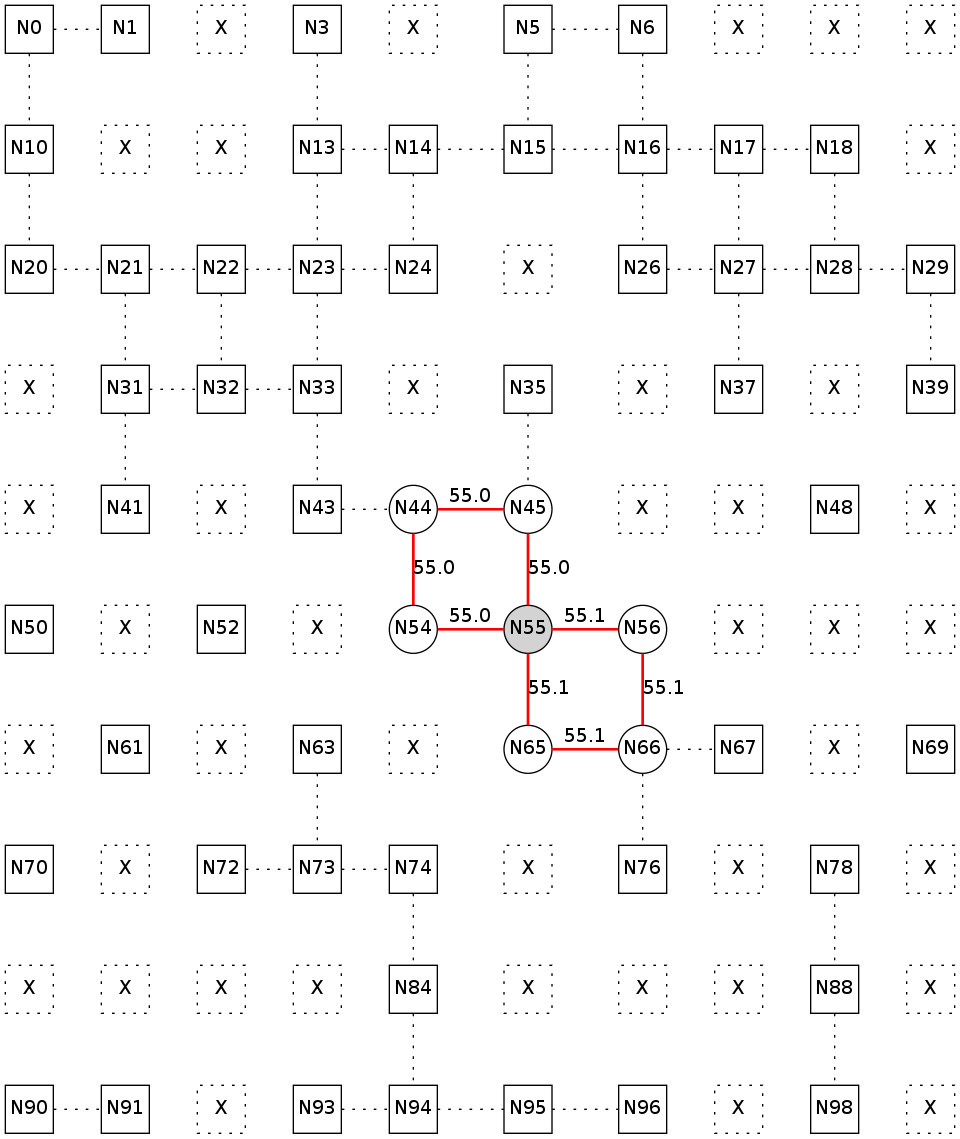 N0 N1 X N3 X N5 N6 X X X
N10 X X N13 N14 N15 N16 N17 N18 X
N20 N21 N22 N23 N24 X N26 N27 N28 N29
X N31 N32 N33 X N35 X N37 X N39
55.0
X N41 X N43 N44 N45 X X N48 X
55.0 55.0
55.0 55.1
N50 X N52 X N54 N55 N56 X X X
55.1 55.1
55.1
X N61 X N63 X N65 N66 N67 X N69
N70 X N72 N73 N74 X N76 X N78 X
X X X X N84 X X X N88 X
N90 N91 X N93 N94 N95 N96 X N98 X